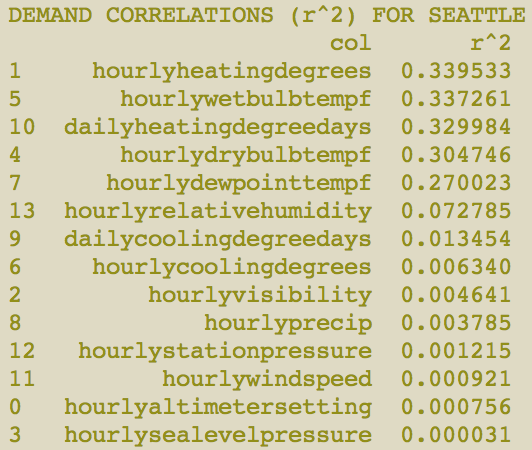 DEMAND CORRELATIONS (r^2) FOR SEATTLE
col r^2
1 hourlyheatingdegrees 0.339533
5 hourlywetbulbtempf 0.337261
10 dailyheatingdegreedays 0.329984
4 hourlydrybulbtempf 0.304746
7 hourlydewpointtempf 0.270023
13 hourlyrelativehumidity 0.072785
9 dailycoolingdegreedays 0.013454
6 hourlycoolingdegrees 0.006340
2 hourlyvisibility 0.004641
8 hourlyprecip 0.003785
12 hourlystationpressure 0.001215
11 hourlywindspeed 0.000921
0 hourlyaltimetersetting 0.000756
3 hourlysealevelpressure 0.000031